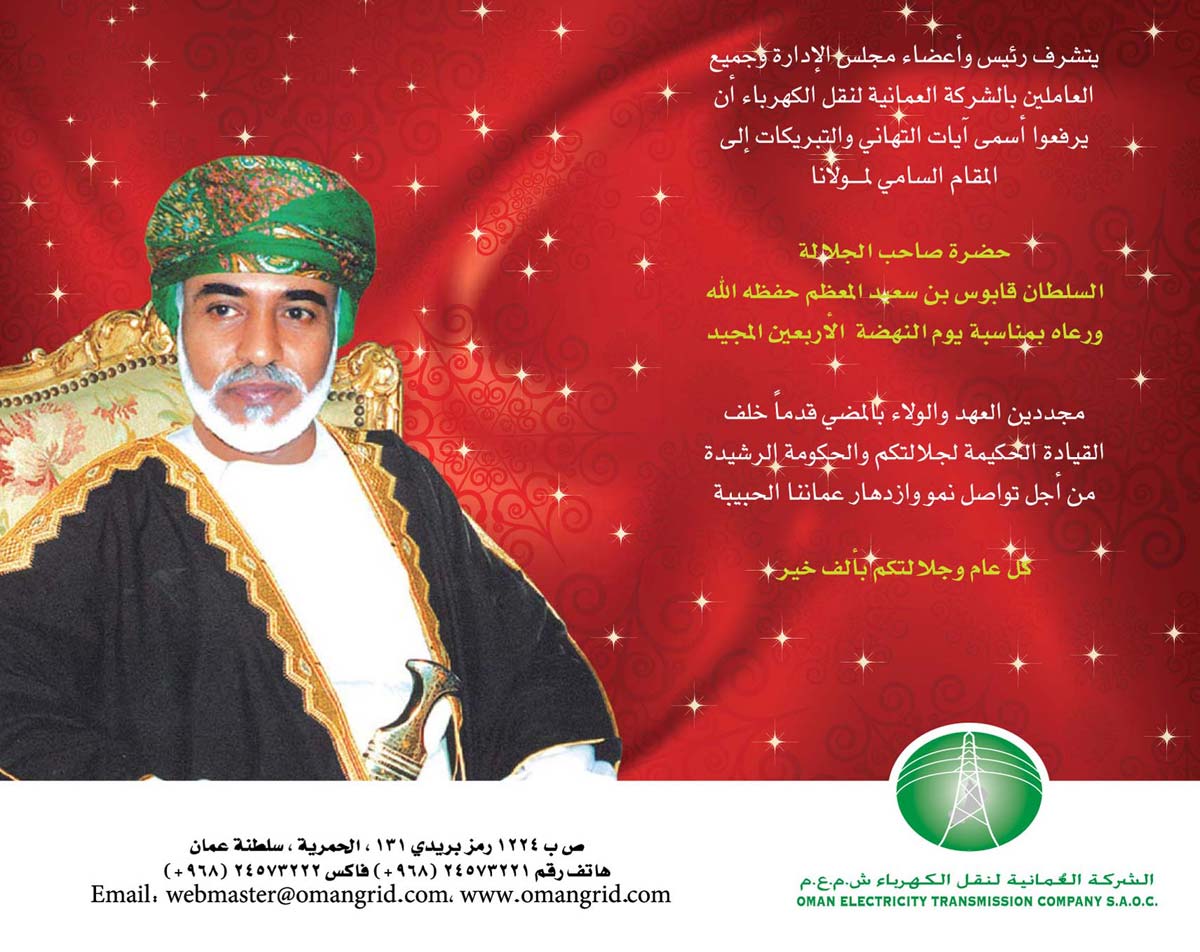 يتشرف رئيس وأعضاء مجلس الإدارة وجميع
العاملين بالشركة العمانية لنقل الكهرباء أن
يرفعوا أسمى آيات التهاني والتبريكات إلى
المقام السامي لمـولانا
حضرة صاحب الجلالة
السلطان قابوس بن سعيد المعظم حفظه الله
ورعاه بمناسبة يوم النهضة الأربعين المجيد
مجددين العهد والولاء بالمضي قدماً خلف
القيادة الحكيمة لجلالتكم والحكومة الرشيدة
من أجل تواصل نمو وازدهار عماننا الحبيبة
كل عام وجلالتكم بألف خير
ص ب ١٢٢٤ رمز بريدي ١٣١ ، الحمرية ، سلطنة عمان
هاتف رقم ٢٤٥٧٣٢٢١ (٩٦٨+) فاكس ٢٤٥٧٣٢٢٢ (٩٦٨+)
Email: webmaster@omangrid.com، www.omangrid.com
الشركة العُمانية لنقل الكهرباء ش.م.ع.م
OMAN ELECTRICITY TRANSMISSION COMPANY S.A.O.C.